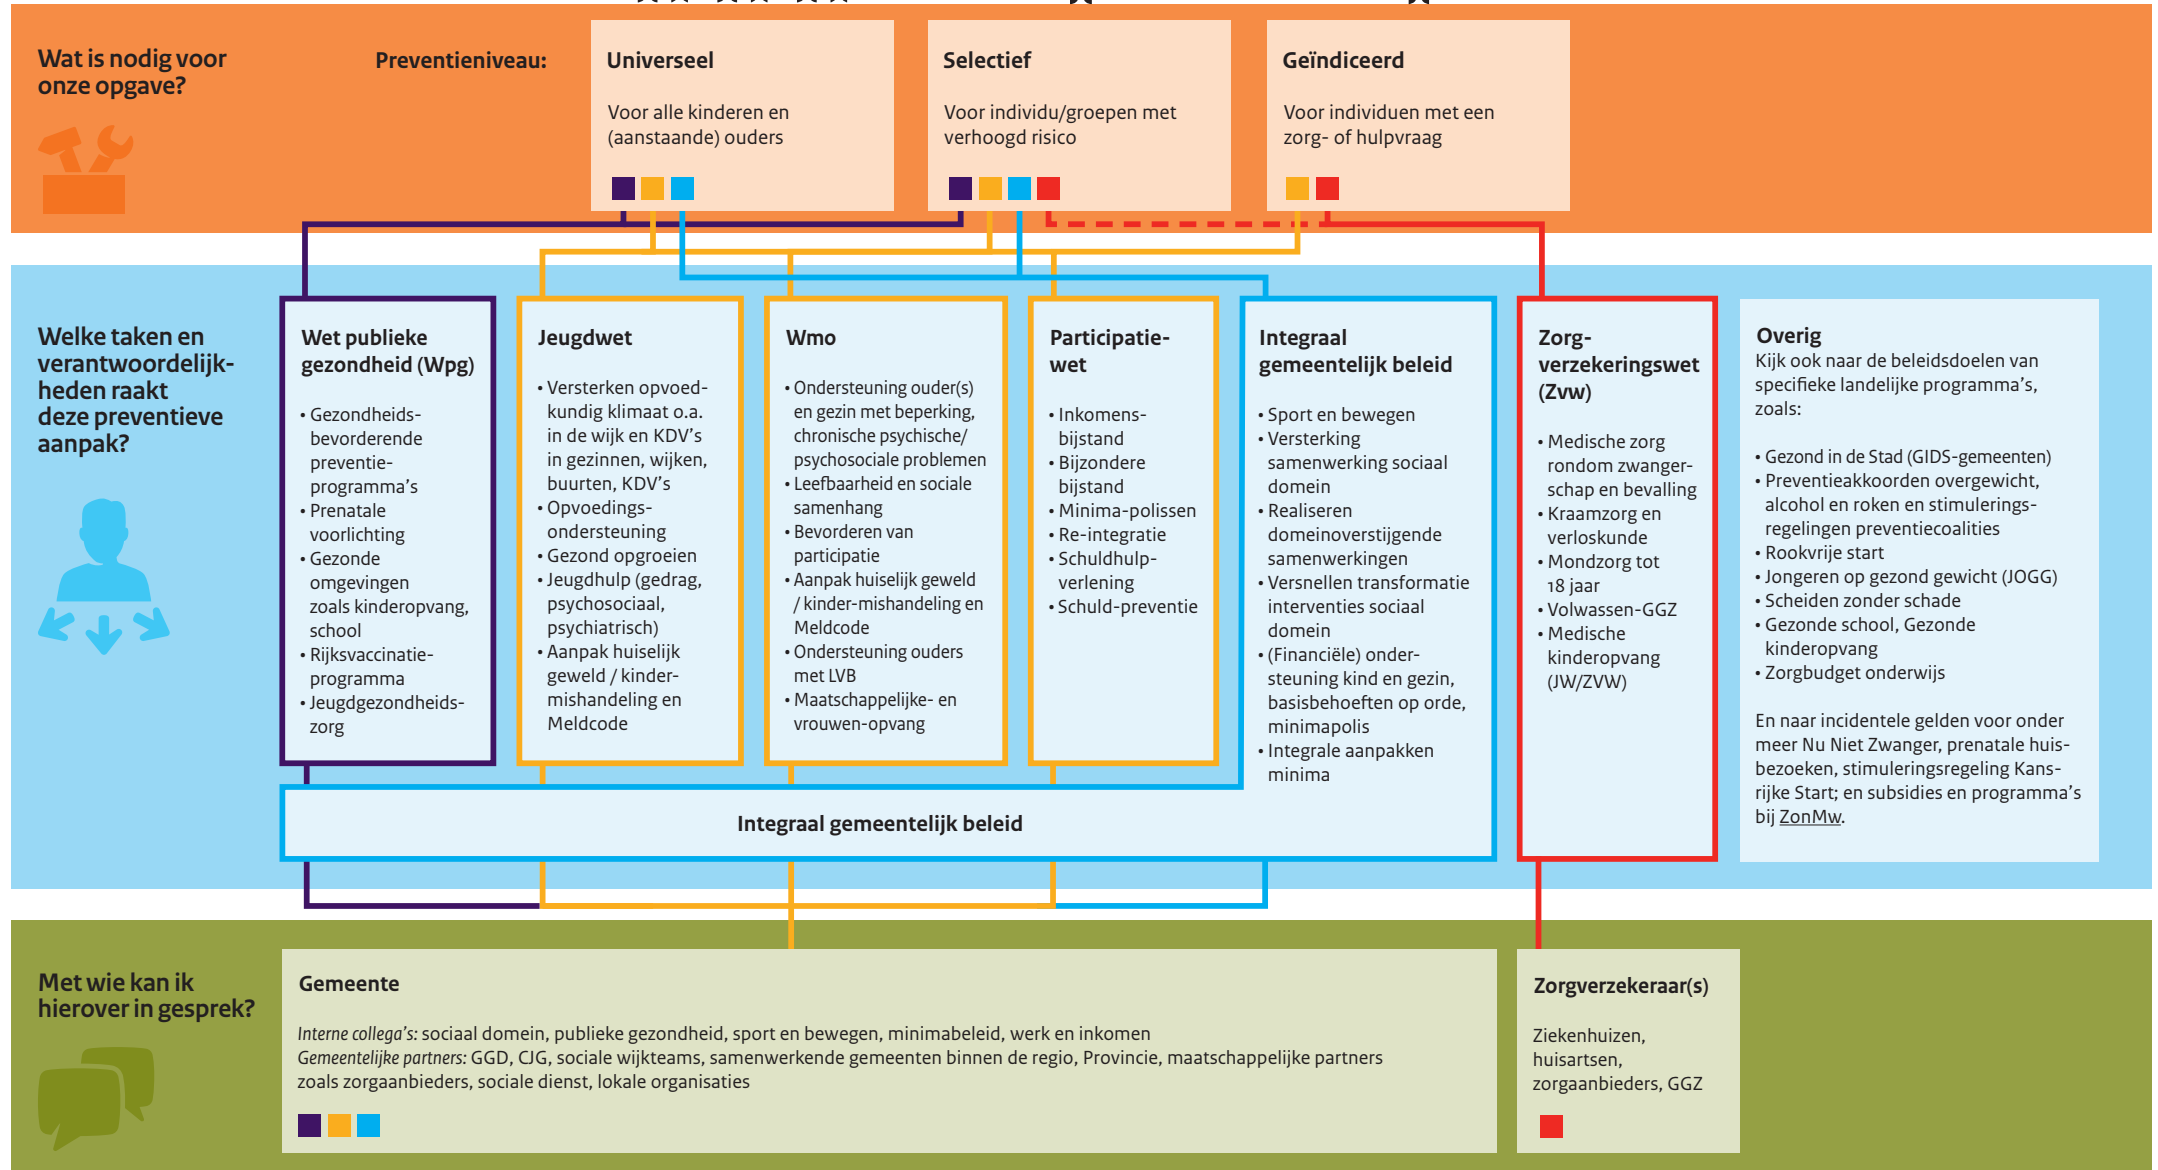 Wat is nodig voor
onze opgave?
Preventieniveau:
Universeel
Voor alle kinderen en
(aanstaande) ouders
Selectief
Voor individu/groepen met
verhoogd risico
Geïndiceerd
Voor individuen met een
zorg- of hulpvraag
Welke taken en
verantwoordelijk-
heden raakt
deze preventieve
aanpak?
Wet publieke
gezondheid (Wpg)
• Gezondheids-
bevorderende
preventie-
programma's
• Prenatale
voorlichting
• Gezonde
omgevingen
zoals kinderopvang,
school
• Rijksvaccinatie-
programma
• Jeugdgezondheids-
zorg
Jeugdwet
• Versterken opvoed-
kundig klimaat o.a.
in de wijk en KDV's
in gezinnen, wijken,
buurten, KDV's
• Opvoedings-
ondersteuning
• Gezond opgroeien
• Jeugdhulp (gedrag,
psychosociaal,
psychiatrisch)
• Aanpak huiselijk
geweld / kinder-
mishandeling en
Meldcode
Wmo
• Ondersteuning ouder(s)
en gezin met beperking,
chronische psychische/
psychosociale problemen
• Leefbaarheid en sociale
samenhang
• Bevorderen van
participatie
• Aanpak huiselijk geweld
/ kinder-mishandeling en
Meldcode
• Ondersteuning ouders
met LVB
• Maatschappelijke- en
vrouwen-opvang
Participatie-
wet
• Inkomens-
bijstand
• Bijzondere
bijstand
• Minima-polissen
• Re-integratie
• Schuldhulp-
verlening
• Schuld-preventie
Integraal
gemeentelijk beleid
• Sport en bewegen
• Versterking
samenwerking sociaal
domein
• Realiseren
domeinoverstijgende
samenwerkingen
• Versnellen transformatie
interventies sociaal
domein
• (Financiële) onder-
steuning kind en gezin,
basisbehoeften op orde,
minimapolis
• Integrale aanpakken
minima
Integraal gemeentelijk beleid
Zorg-
verzekeringswet
(Zvw)
• Medische zorg
rondom zwanger-
schap en bevalling
• Kraamzorg en
verloskunde
• Mondzorg tot
18 jaar
• Volwassen-GGZ
• Medische
kinderopvang
(JW/ZVW)
Overig
Kijk ook naar de beleidsdoelen van
specifieke landelijke programma's,
zoals:
• Gezond in de Stad (GIDS-gemeenten)
• Preventieakkoorden overgewicht,
alcohol en roken en stimulerings-
regelingen preventiecoalities
• Rookvrije start
• Jongeren op gezond gewicht (JOGG)
• Scheiden zonder schade
• Gezonde school, Gezonde
kinderopvang
• Zorgbudget onderwijs
En naar incidentele gelden voor onder
meer Nu Niet Zwanger, prenatale huis-
bezoeken, stimuleringsregeling Kans-
rijke Start; en subsidies en programma's
bij ZonMw.
Met wie kan ik
hierover in gesprek?
Gemeente
Interne collega's: sociaal domein, publieke gezondheid, sport en bewegen, minimabeleid, werk en inkomen
Gemeentelijke partners: GGD, CJG, sociale wijkteams, samenwerkende gemeenten binnen de regio, Provincie, maatschappelijke partners
zoals zorgaanbieders, sociale dienst, lokale organisaties
Zorgverzekeraar(s)
Ziekenhuizen,
huisartsen,
zorgaanbieders, GGZ